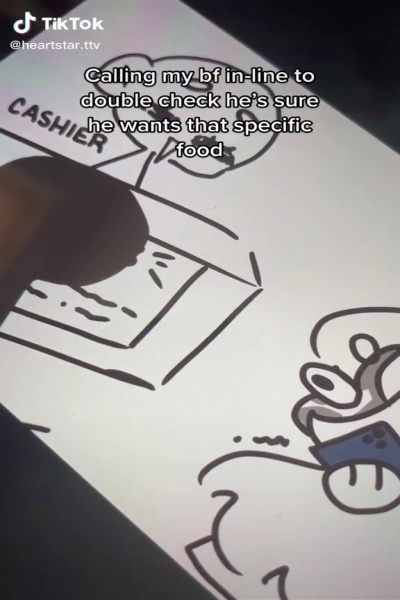 TikTok
@heartstar.ttv
Calling my bf in-line to
double check he's sure
he wants that specific
food
CASHIER